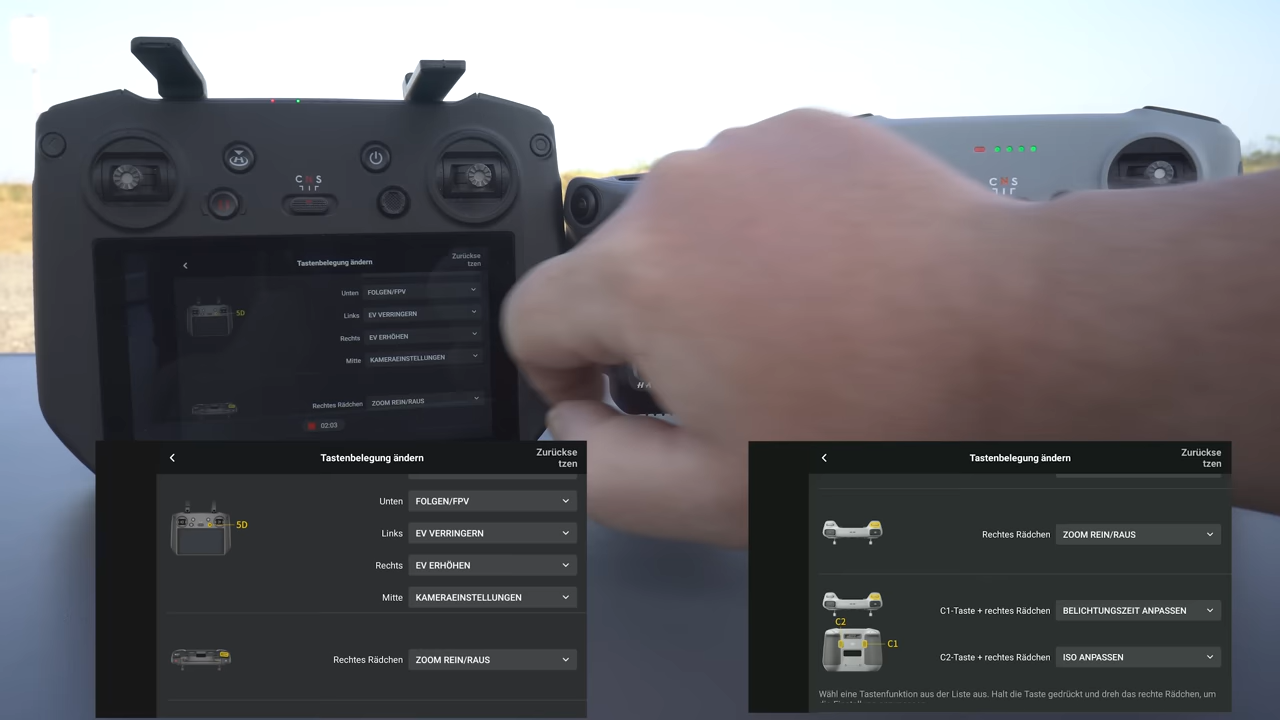 C N S
C N S
Tastenbelegung ändern
Zurückse
tzen
5D
Unten FOLGEN/FPV
Links EV VERRINGERN
Rechts EV ERHÖHEN
Mitte KAMERAEINSTELLUNGEN
Rechtes Rädchen ZOOM REIN/RAUS
02:03
Tastenbelegung ändern
Zurückse
tzen
Unten FOLGEN/FPV
5D
Links EV VERRINGERN
Rechts EV ERHÖHEN
Mitte KAMERAEINSTELLUNGEN
Rechtes Rädchen ZOOM REIN/RAUS
Tastenbelegung ändern
Zurückse
tzen
Rechtes Rädchen ZOOM REIN/RAUS
C1-Taste + rechtes Rädchen BELICHTUNGSZEIT ANPASSEN
C2
C1
C2-Taste + rechtes Rädchen ISO ANPASSEN
Wähl eine Tastenfunktion aus der Liste aus. Halt die Taste gedrückt und dreh das rechte Rädchen, um